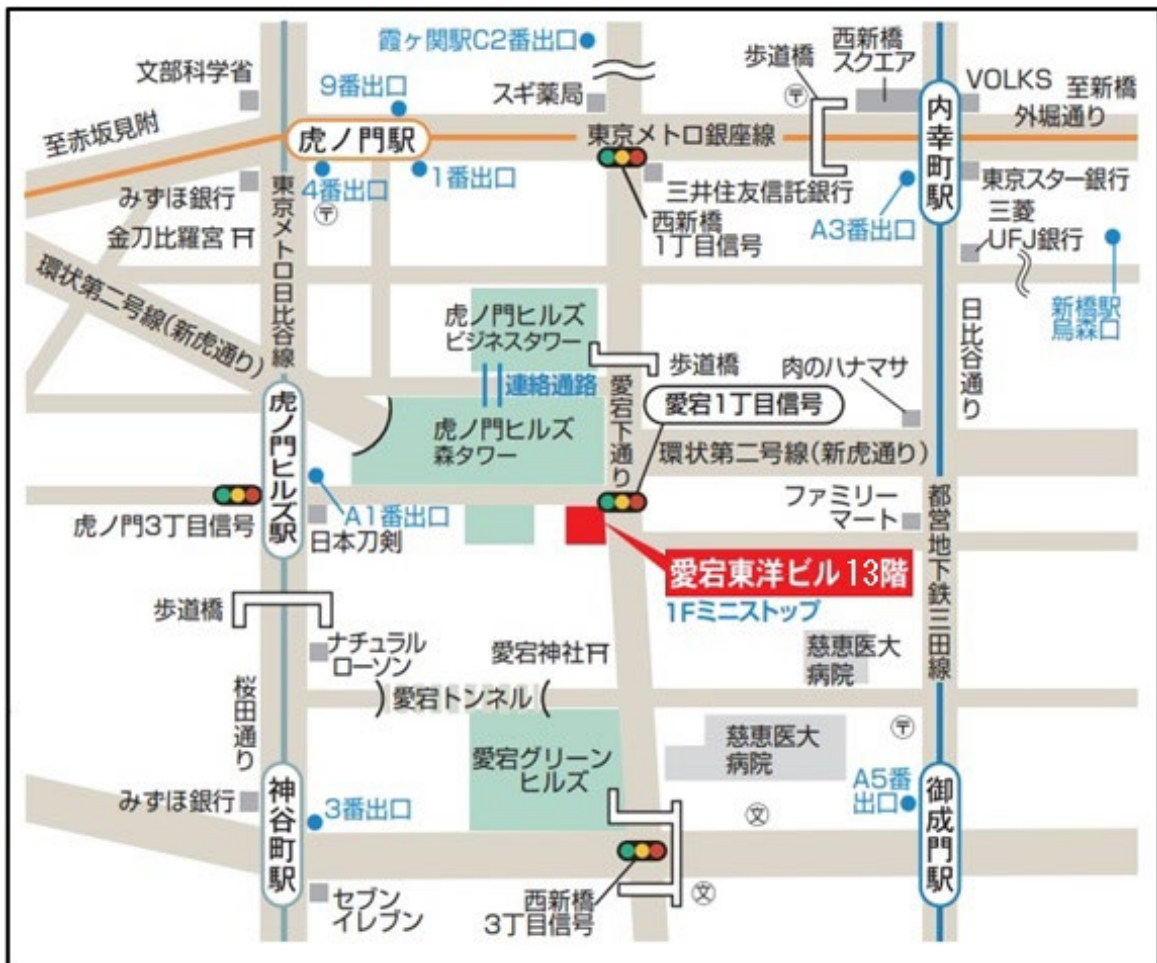 霞ヶ関駅C2番出口
文部科学省
9番出口
スギ薬局
歩道橋
西新橋
スクエア
VOLKS
至新橋
外堀通り
至赤坂見附
虎ノ門駅
東京メトロ銀座線
内幸町駅
〒
みずほ銀行
4番出口
1番出口
〒
三井住友信託銀行
西新橋
1丁目信号
A3番出口
東京スター銀行
三菱
UFJ銀行
金刀比羅宮
東京メトロ日比谷線
環状第二号線(新虎通り)
虎ノ門ヒルズ
ビジネスタワー
連絡通路
歩道橋
愛宕下通り
肉のハナマサ
日比谷通り
新橋駅
烏森口
愛宕1丁目信号
虎ノ門ヒルズ
森タワー
環状第二号線(新虎通り)
虎ノ門ヒルズ駅
虎ノ門3丁目信号
A1番出口
日本刀剣
ファミリー
マート
都営地下鉄三田線
愛宕東洋ビル13階
1Fミニストップ
歩道橋
ナチュラル
ローソン
愛宕神社
慈恵医大
病院
愛宕トンネル
桜田通り
愛宕グリーン
ヒルズ
慈恵医大
病院
〒
みずほ銀行
神谷町駅
3番出口
文
A5番
出口
御成門駅
セブン
イレブン
西新橋
3丁目信号
文